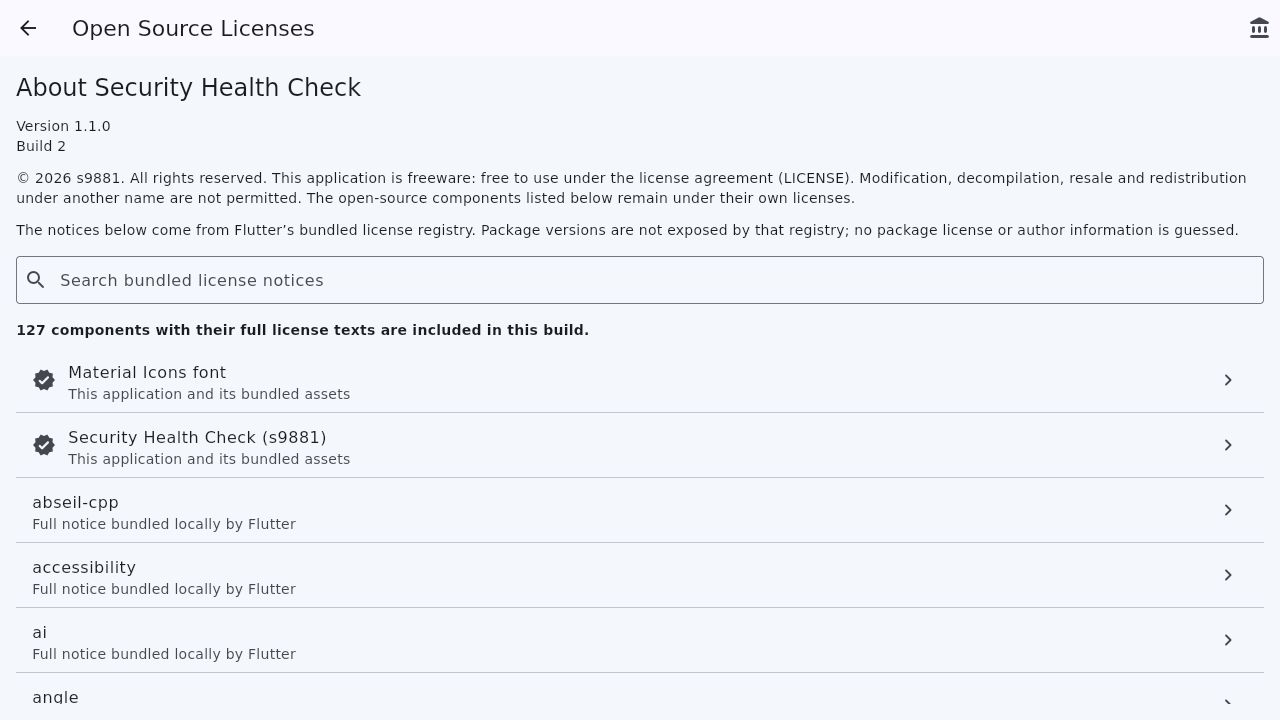 Open Source Licenses
About Security Health Check
Version 1.1.0
Build 2
© 2026 s9881. All rights reserved. This application is freeware: free to use under the license agreement (LICENSE). Modification, decompilation, resale and redistribution
under another name are not permitted. The open-source components listed below remain under their own licenses.
The notices below come from Flutter’s bundled license registry. Package versions are not exposed by that registry; no package license or author information is guessed.
Search bundled license notices
127 components with their full license texts are included in this build.
Material Icons font
This application and its bundled assets
Security Health Check (s9881)
This application and its bundled assets
abseil-cpp
Full notice bundled locally by Flutter
accessibility
Full notice bundled locally by Flutter
ai
Full notice bundled locally by Flutter
angle